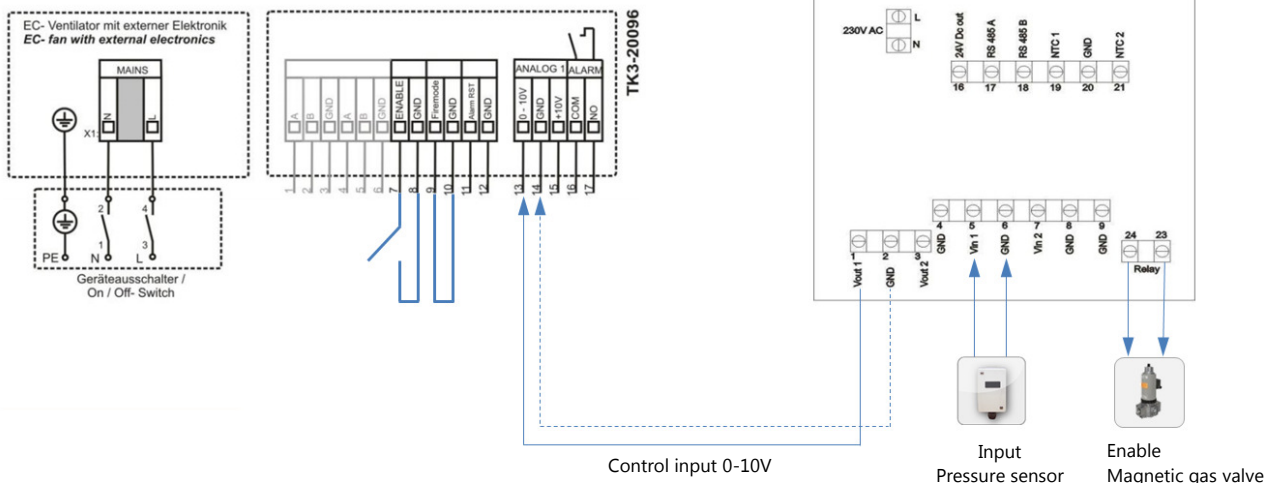 EC- Ventilator mit externer Elektronik
EC- fan with external electronics
MAINS
X1:
N
L
2
4
1
3
PE
N
L
Geräteausschalter /
On / Off- Switch
A
B
GND
A
B
GND
ENABLE
GND
Firemode
GND
Alarm RST
GND
1
2
3
4
5
6
7
8
9
10
11
12
ANALOG 1
ALARM
0 - 10V
GND
+10V
COM
NO
13
14
15
16
17
TK3-20096
230V AC
L
N
24V Dc out
RS 485 A
RS 485 B
NTC 1
GND
NTC 2
16
17
18
19
20
21
4
5
6
7
8
9
GND
Vin 1
GND
Vin 2
GND
GND
1
2
3
Vout 1
GND
Vout 2
24
23
Relay
Control input 0-10V
Input
Pressure sensor
Enable
Magnetic gas valve